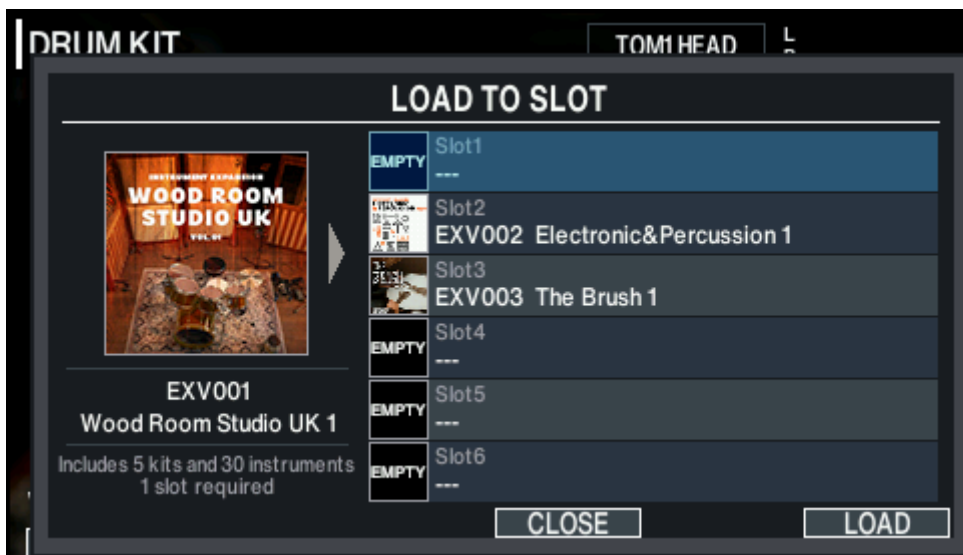 DRUM KIT
TOM1 HEAD
L
LOAD TO SLOT
INSTRUMENT EXPANSION
WOOD ROOM
STUDIO UK
VOL.01
EXV001
Wood Room Studio UK 1
Includes 5 kits and 30 instruments
1 slot required
EMPTY
Slot1
---
Slot2
EXV002 Electronic&Percussion 1
Slot3
EXV003 The Brush 1
EMPTY
Slot4
---
EMPTY
Slot5
---
EMPTY
Slot6
---
CLOSE
LOAD